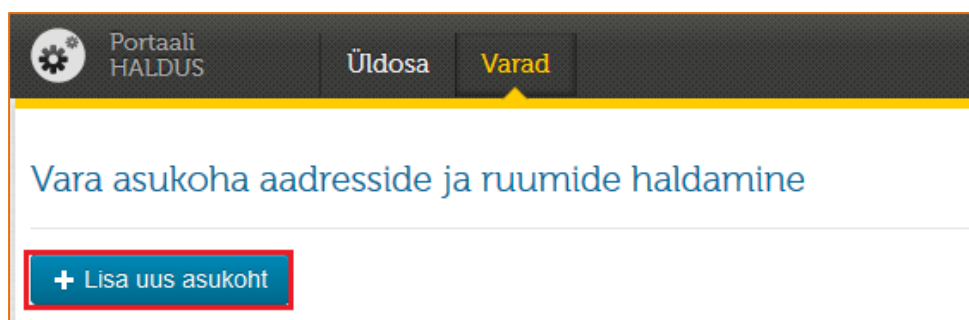 Portaali
HALDUS
Üldosa Varad
Vara asukoha aadresside ja ruumide haldamine
+ Lisa uus asukoht